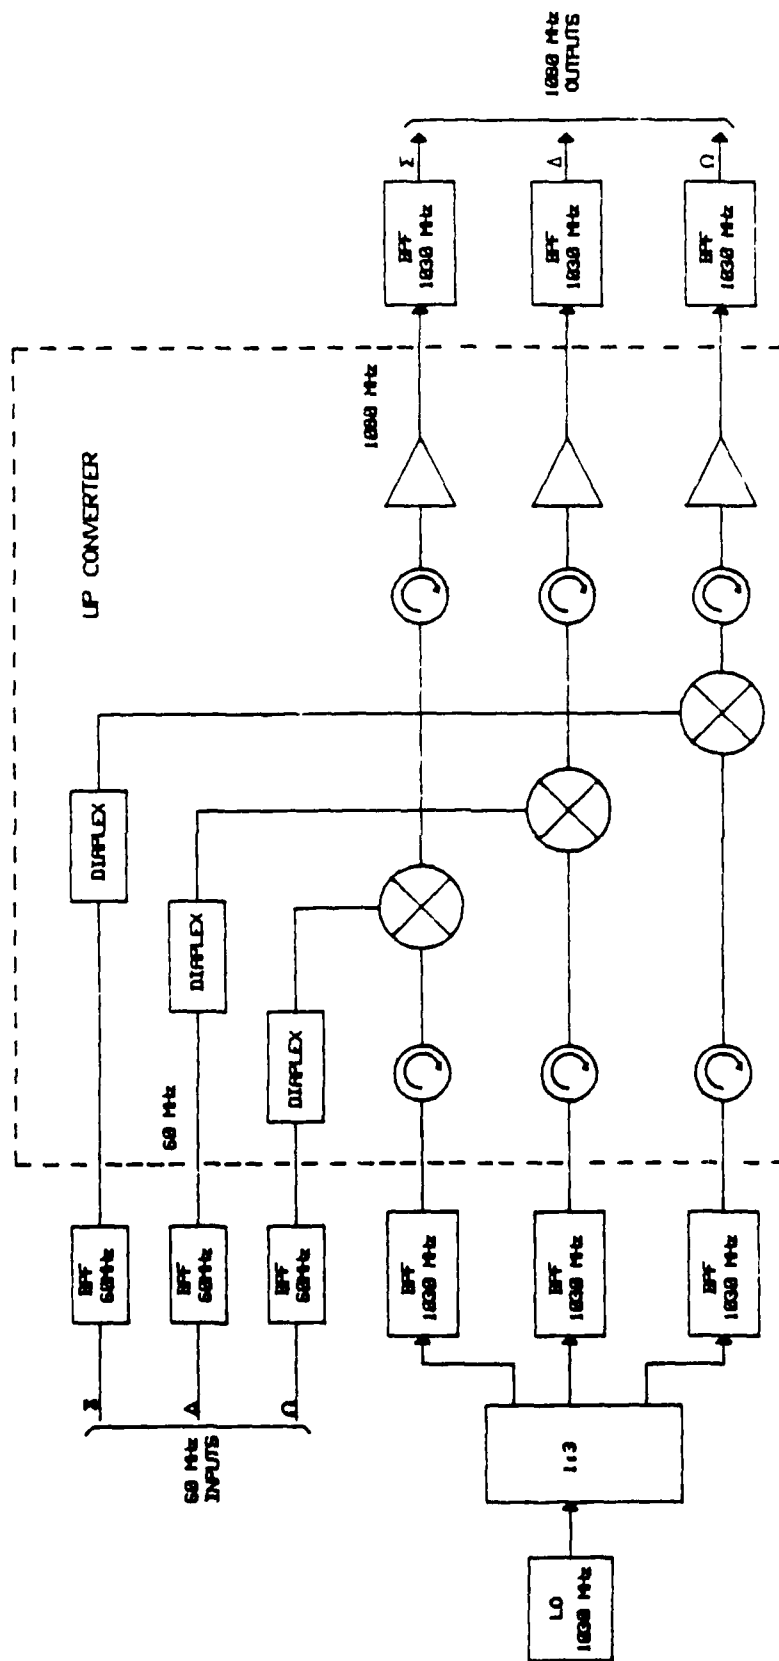 UP CONVERTER
60 MHz
INPUTS
Σ
Δ
Ω
BPF
60MHz
BPF
60MHz
BPF
60MHz
60 MHz
DIAPLEX
DIAPLEX
DIAPLEX
LO
1030 MHz
1:3
BPF
1030 MHz
BPF
1030 MHz
BPF
1030 MHz
1090 MHz
BPF
1030 MHz
BPF
1030 MHz
BPF
1030 MHz
Σ
Δ
Ω
1090 MHz
OUTPUTS